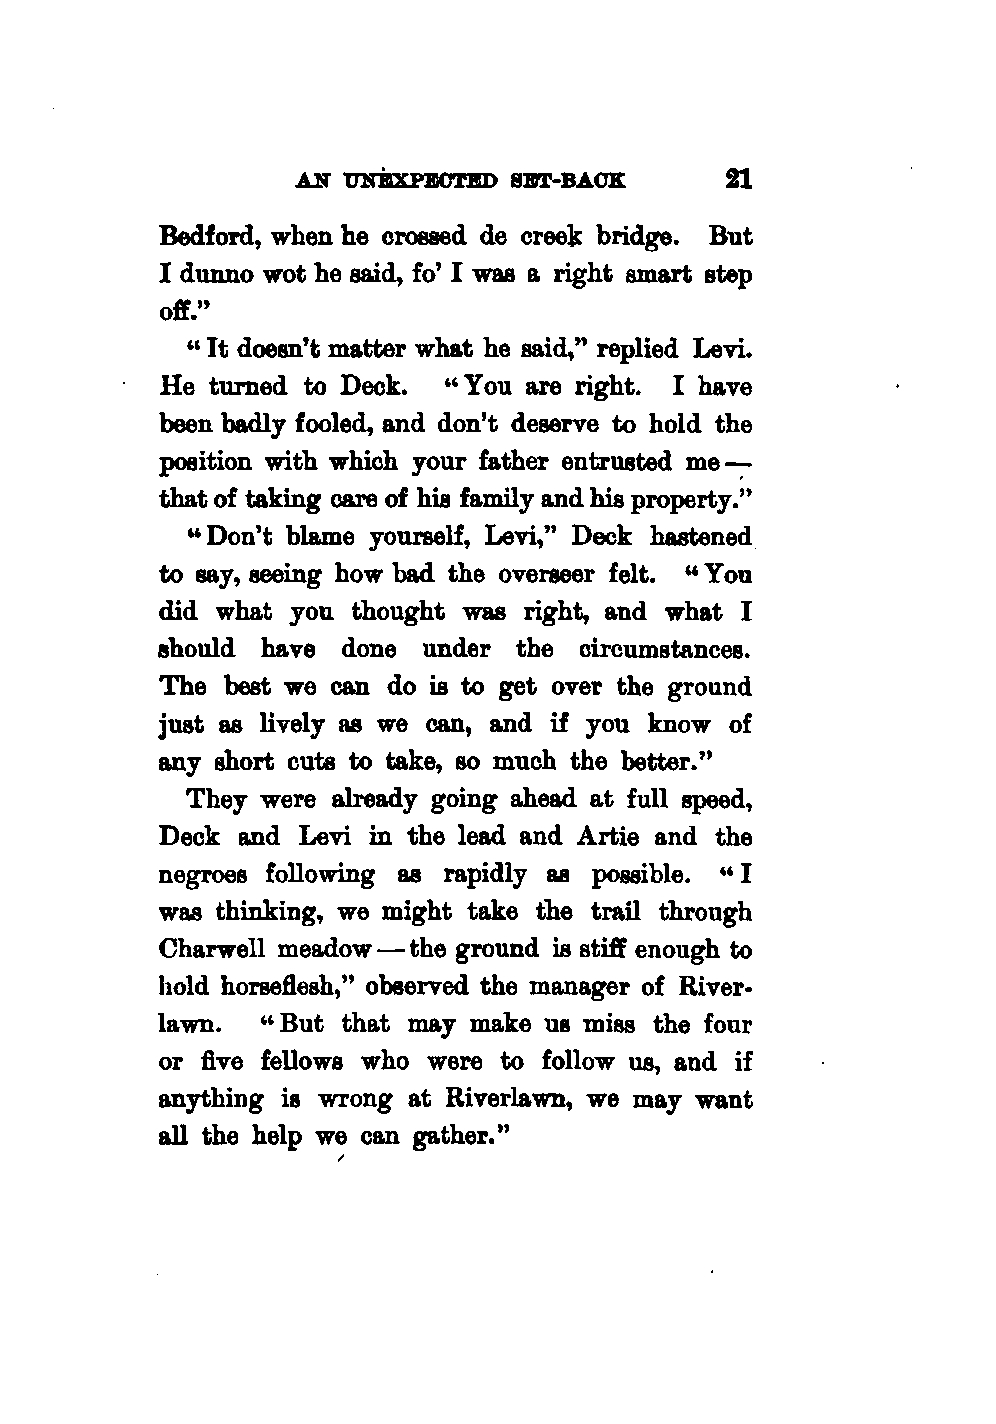 AN UNEXPECTED SET-BACK 21
Bedford, when he crossed de creek bridge. But
I dunno wot he said, fo' I was a right smart step
off."
"It doesn't matter what he said," replied Levi.
He turned to Deck. "You are right. I have
been badly fooled, and don't deserve to hold the
position with which your father entrusted me—
that of taking care of his family and his property."
"Don't blame yourself, Levi," Deck hastened
to say, seeing how bad the overseer felt. "You
did what you thought was right, and what I
should have done under the circumstances.
The best we can do is to get over the ground
just as lively as we can, and if you know of
any short cuts to take, so much the better."
They were already going ahead at full speed,
Deck and Levi in the lead and Artie and the
negroes following as rapidly as possible. "I
was thinking, we might take the trail through
Charwell meadow—the ground is stiff enough to
hold horseflesh," observed the manager of River-
lawn. "But that may make us miss the four
or five fellows who were to follow us, and if
anything is wrong at Riverlawn, we may want
all the help we can gather."